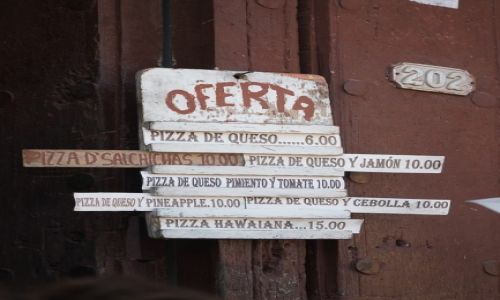 OFERTA
202
PIZZA DE QUESO......6.00
PIZZA D' SALCHICHAS 10.00
PIZZA DE QUESO Y JAMÓN 10.00
PIZZA DE QUESO PIMIENTO Y TOMATE 10.00
PIZZA DE QUESO Y PINEAPPLE.10.00
PIZZA DE QUESO Y CEBOLLA 10.00
PIZZA HAWAIANA...15.00